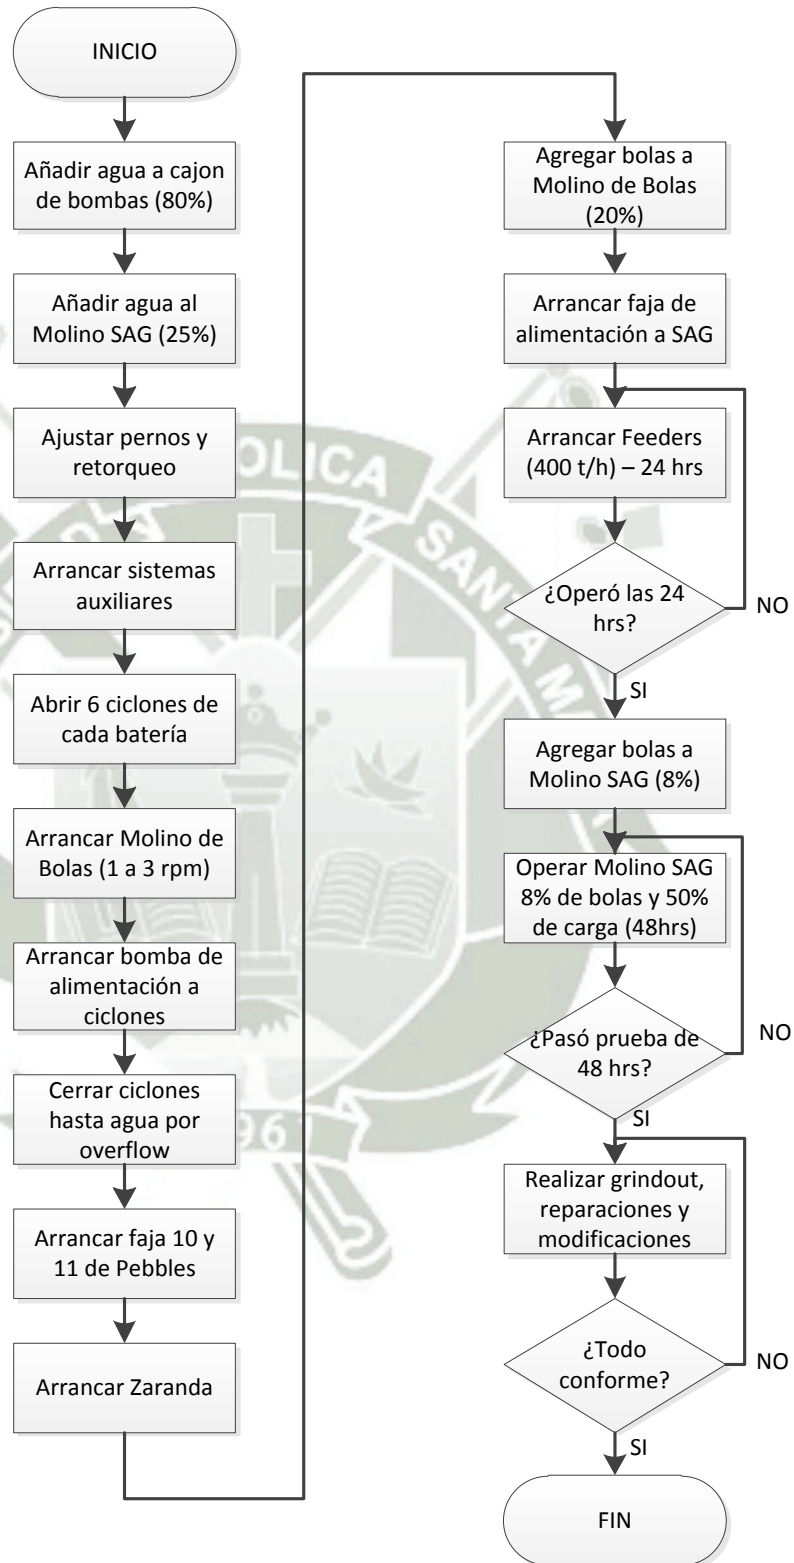 INICIO
Añadir agua a cajon
de bombas (80%)
Añadir agua al
Molino SAG (25%)
Ajustar pernos y
retorqueo
Arrancar sistemas
auxiliares
Abrir 6 ciclones de
cada batería
Arrancar Molino de
Bolas (1 a 3 rpm)
Arrancar bomba de
alimentación a
ciclones
Cerrar ciclones
hasta agua por
overflow
Arrancar faja 10 y
11 de Pebbles
Arrancar Zaranda
Agregar bolas a
Molino de Bolas
(20%)
Arrancar faja de
alimentación a SAG
Arrancar Feeders
(400 t/h) – 24 hrs
¿Operó las 24
hrs?
NO
SI
Agregar bolas a
Molino SAG (8%)
Operar Molino SAG
8% de bolas y 50%
de carga (48hrs)
¿Pasó prueba de
48 hrs?
NO
SI
Realizar grindout,
reparaciones y
modificaciones
¿Todo
conforme?
NO
SI
FIN